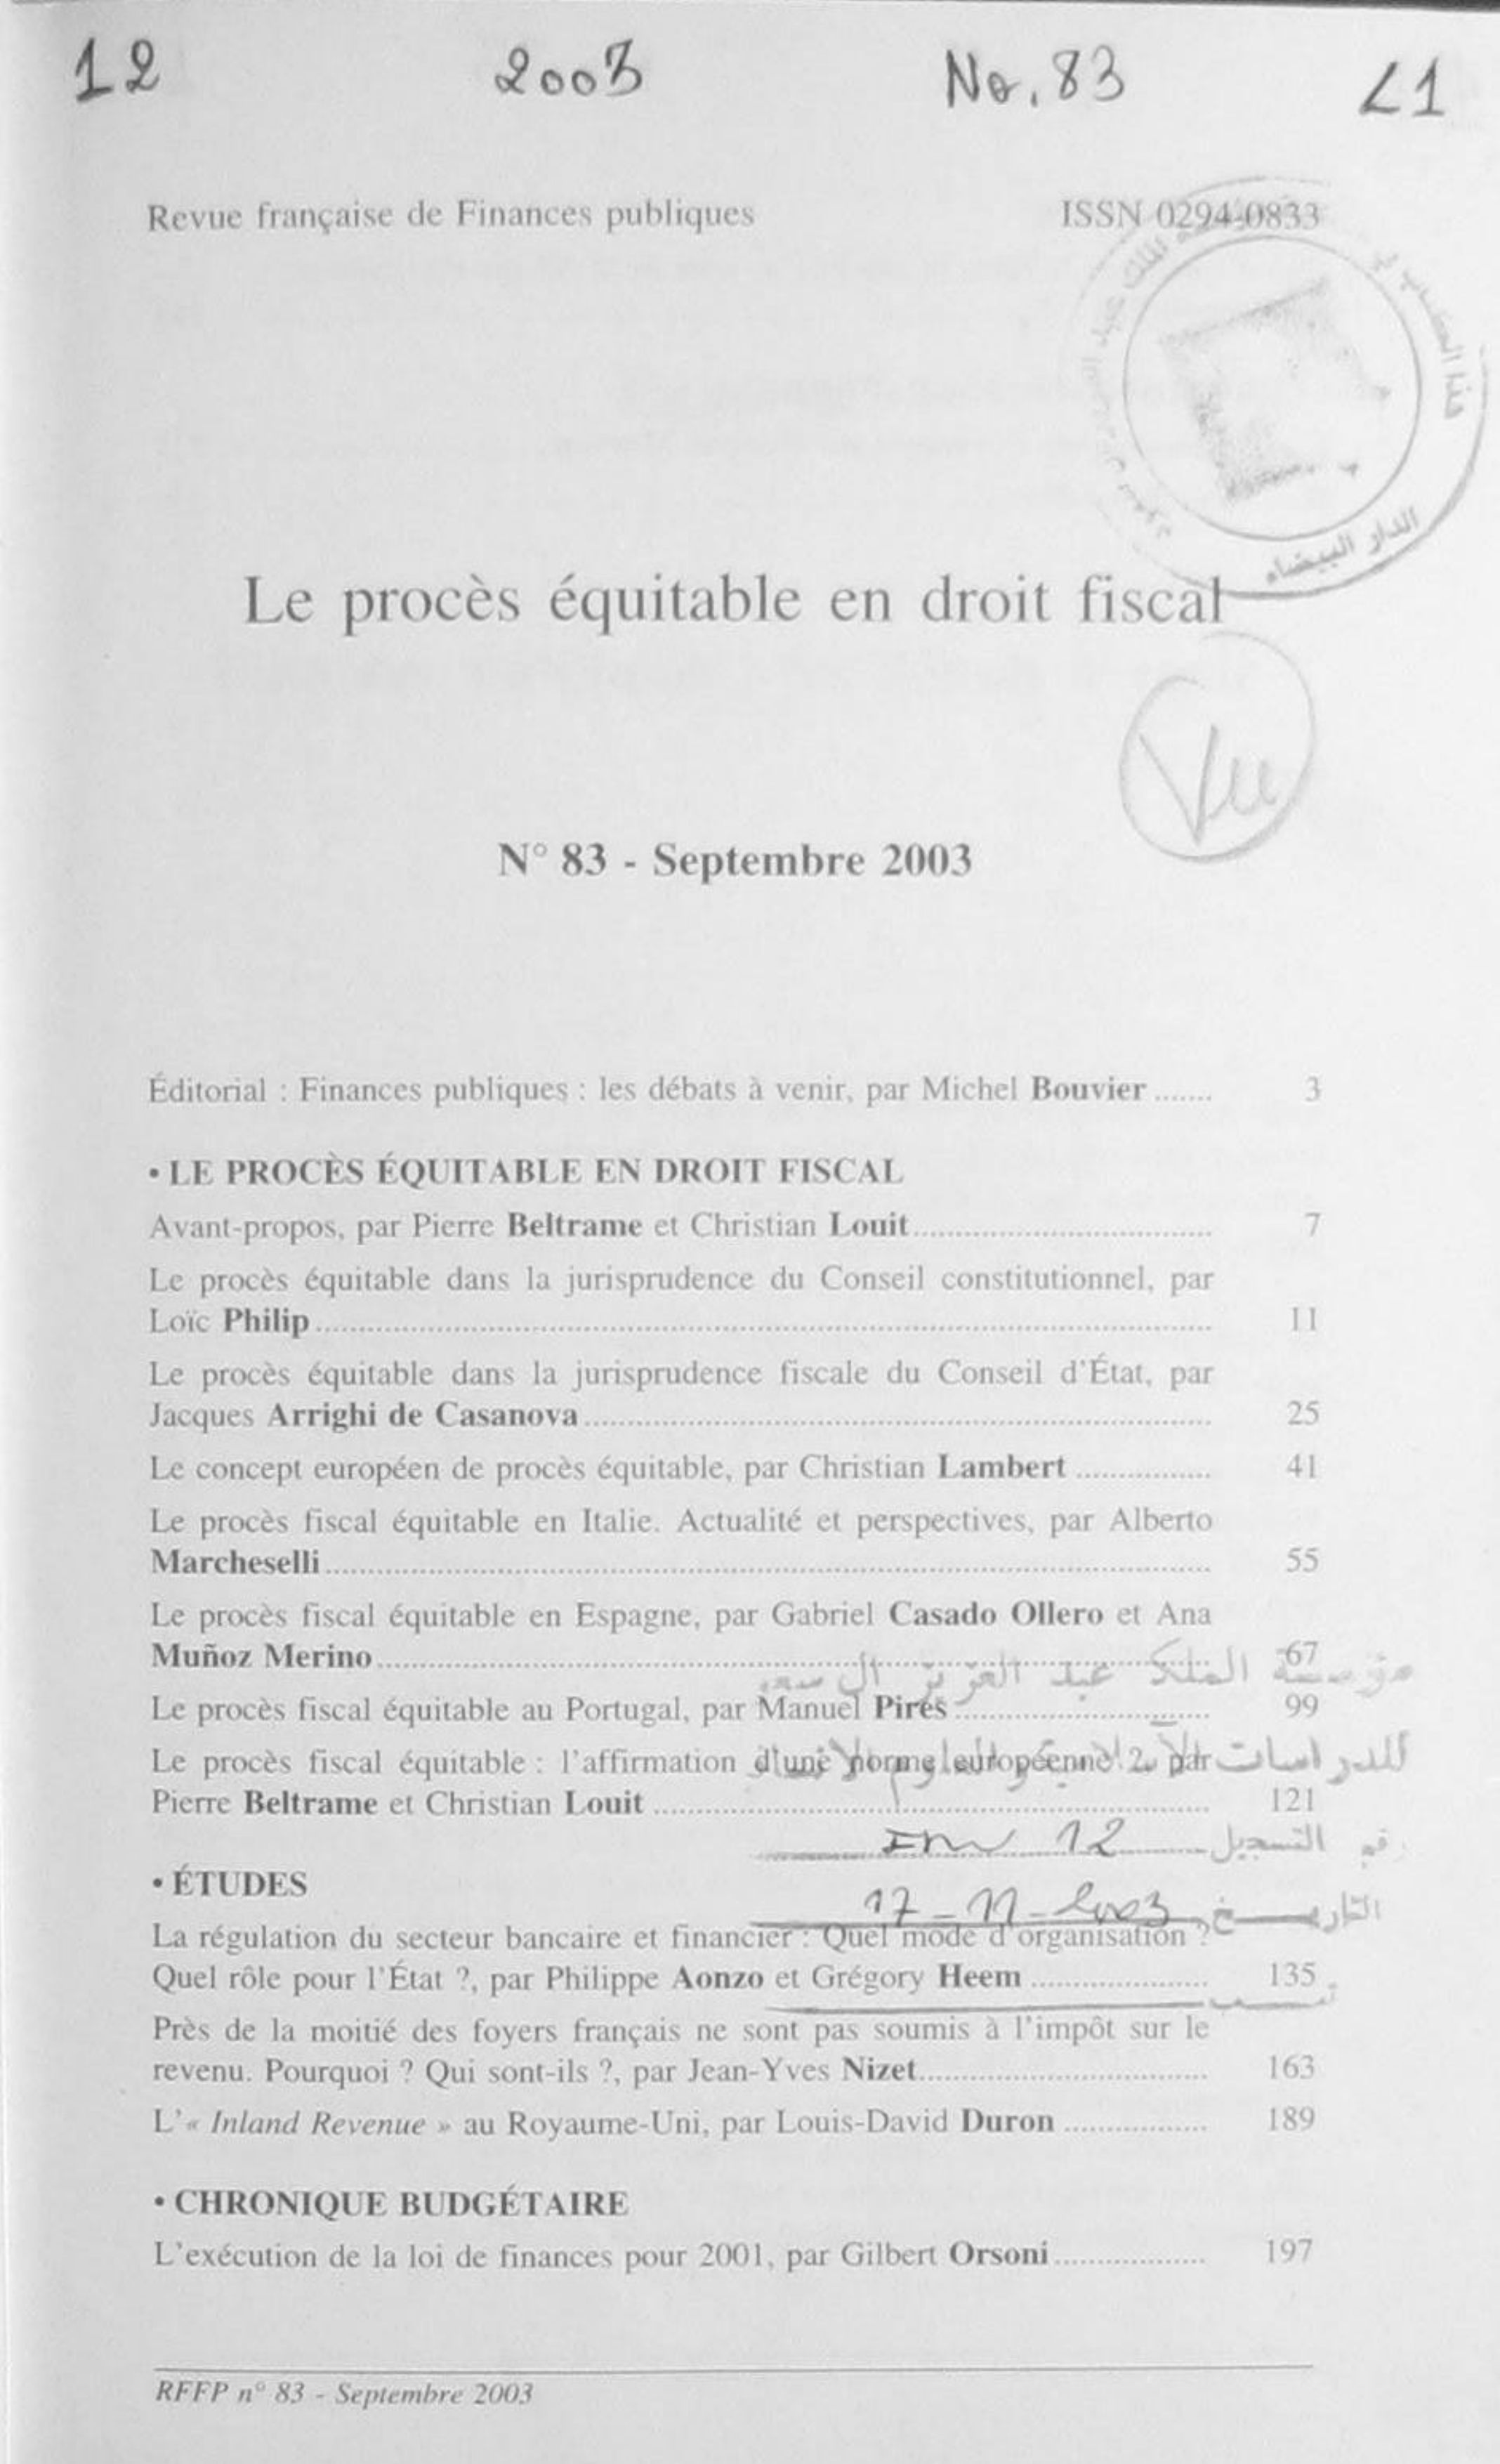 12 2003 No. 83 L1
Revue française de Finances publiques ISSN 0294-0833
الدار البيضاء
Le procès équitable en droit fiscal
Vu
N° 83 - Septembre 2003
Éditorial : Finances publiques : les débats à venir, par Michel Bouvier ....... 3
• LE PROCÈS ÉQUITABLE EN DROIT FISCAL
Avant-propos, par Pierre Beltrame et Christian Louit ....... 7
Le procès équitable dans la jurisprudence du Conseil constitutionnel, par
Loïc Philip ....... 11
Le procès équitable dans la jurisprudence fiscale du Conseil d'État, par
Jacques Arrighi de Casanova ....... 25
Le concept européen de procès équitable, par Christian Lambert ....... 41
Le procès fiscal équitable en Italie. Actualité et perspectives, par Alberto
Marcheselli ....... 55
Le procès fiscal équitable en Espagne, par Gabriel Casado Ollero et Ana
Muñoz Merino ....... 67
مؤسسة الملك عبد العزيز آل سعود
Le procès fiscal équitable au Portugal, par Manuel Pires ....... 99
Le procès fiscal équitable : l'affirmation d'une norme européenne ?, par
للدراسات الإسلامية والعلوم الإنسانية
Pierre Beltrame et Christian Louit ....... 121
رقم التسجيل Inv 12
• ÉTUDES
التاريخ 17-11-2003
La régulation du secteur bancaire et financier : Quel mode d'organisation ?
Quel rôle pour l'État ?, par Philippe Aonzo et Grégory Heem ....... 135
Près de la moitié des foyers français ne sont pas soumis à l'impôt sur le
revenu. Pourquoi ? Qui sont-ils ?, par Jean-Yves Nizet ....... 163
L'« Inland Revenue » au Royaume-Uni, par Louis-David Duron ....... 189
• CHRONIQUE BUDGÉTAIRE
L'exécution de la loi de finances pour 2001, par Gilbert Orsoni ....... 197
RFFP n° 83 - Septembre 2003